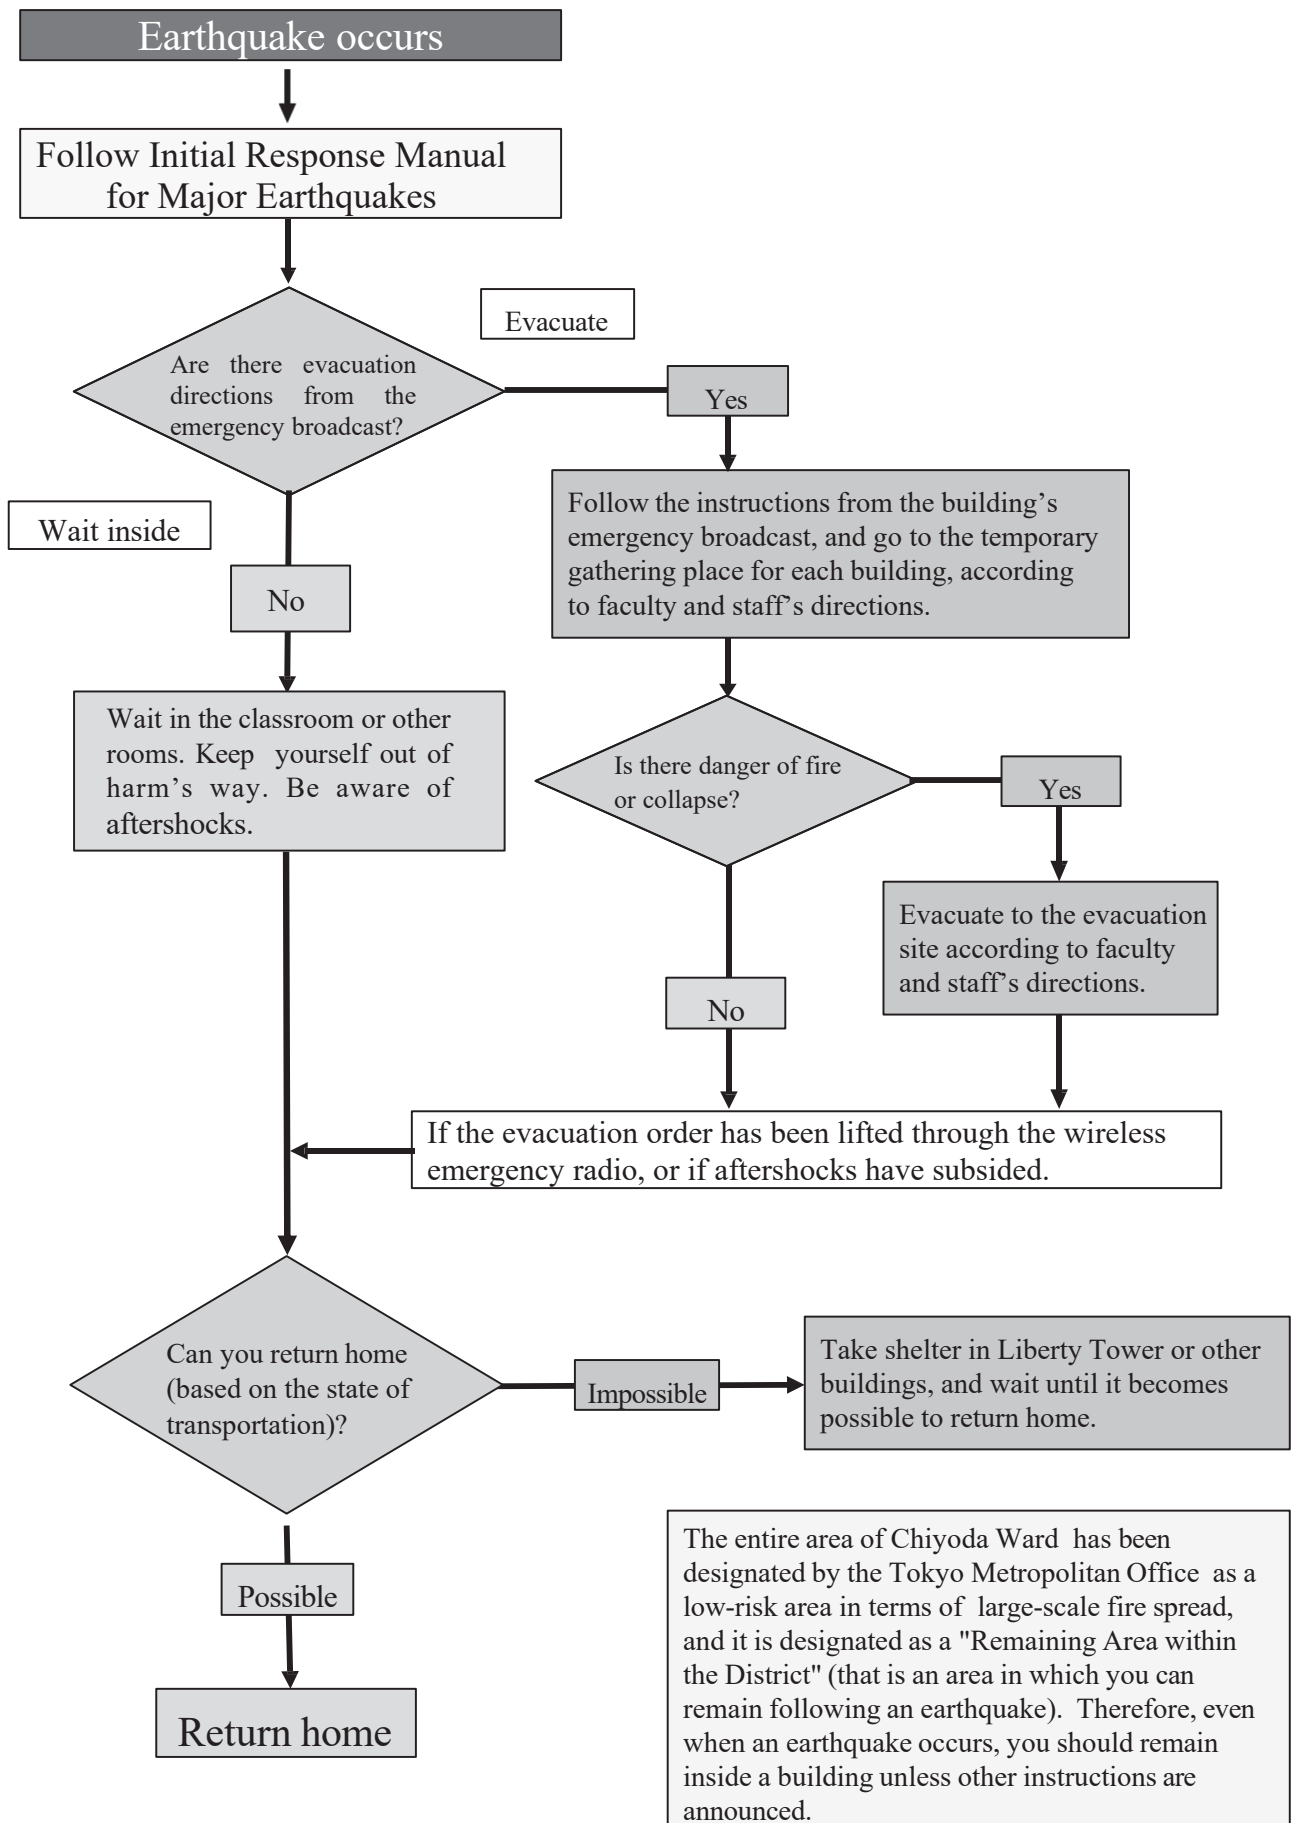 Earthquake occurs
Follow Initial Response Manual
for Major Earthquakes
Evacuate
Are there evacuation
directions from the
emergency broadcast?
Yes
Wait inside
No
Follow the instructions from the building's
emergency broadcast, and go to the temporary
gathering place for each building, according
to faculty and staff's directions.
Wait in the classroom or other
rooms. Keep yourself out of
harm's way. Be aware of
aftershocks.
Is there danger of fire
or collapse?
Yes
Evacuate to the evacuation
site according to faculty
and staff's directions.
No
If the evacuation order has been lifted through the wireless
emergency radio, or if aftershocks have subsided.
Can you return home
(based on the state of
transportation)?
Impossible
Take shelter in Liberty Tower or other
buildings, and wait until it becomes
possible to return home.
Possible
Return home
The entire area of Chiyoda Ward has been
designated by the Tokyo Metropolitan Office as a
low-risk area in terms of large-scale fire spread,
and it is designated as a "Remaining Area within
the District" (that is an area in which you can
remain following an earthquake). Therefore, even
when an earthquake occurs, you should remain
inside a building unless other instructions are
announced.